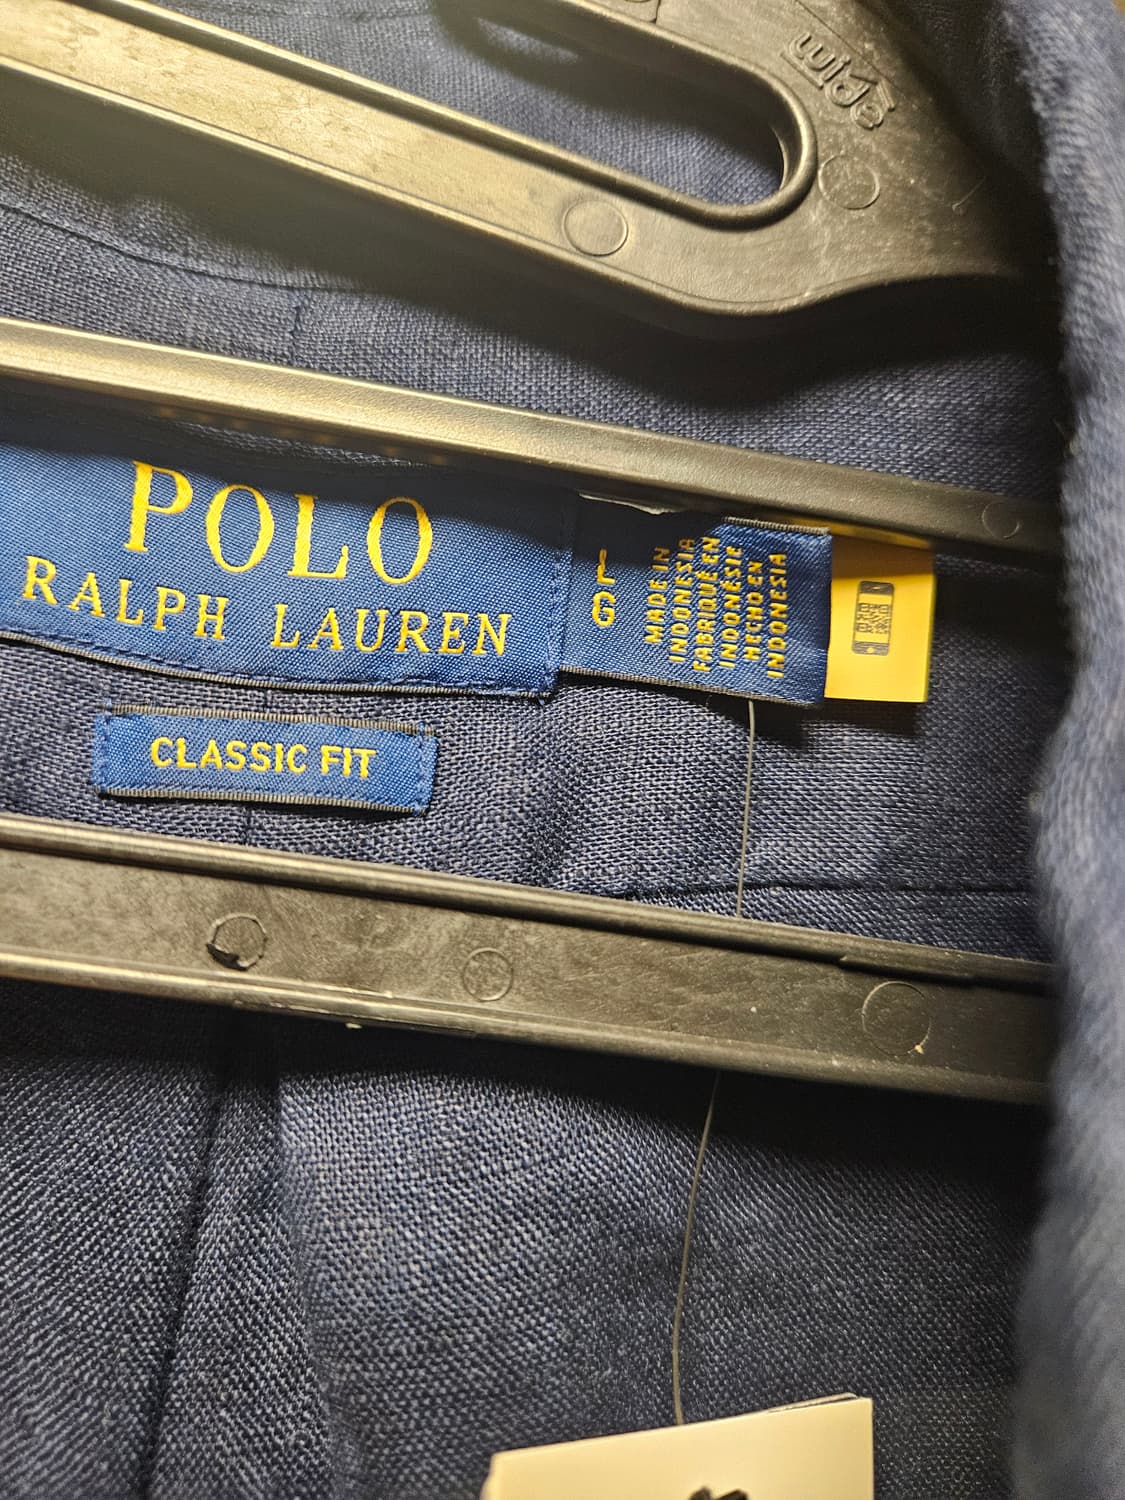 POLO
RALPH LAUREN
L
G
MADE IN
INDONESIA
FABRIQUÉ EN
INDONÉSIE
HECHO EN
INDONESIA
CLASSIC FIT